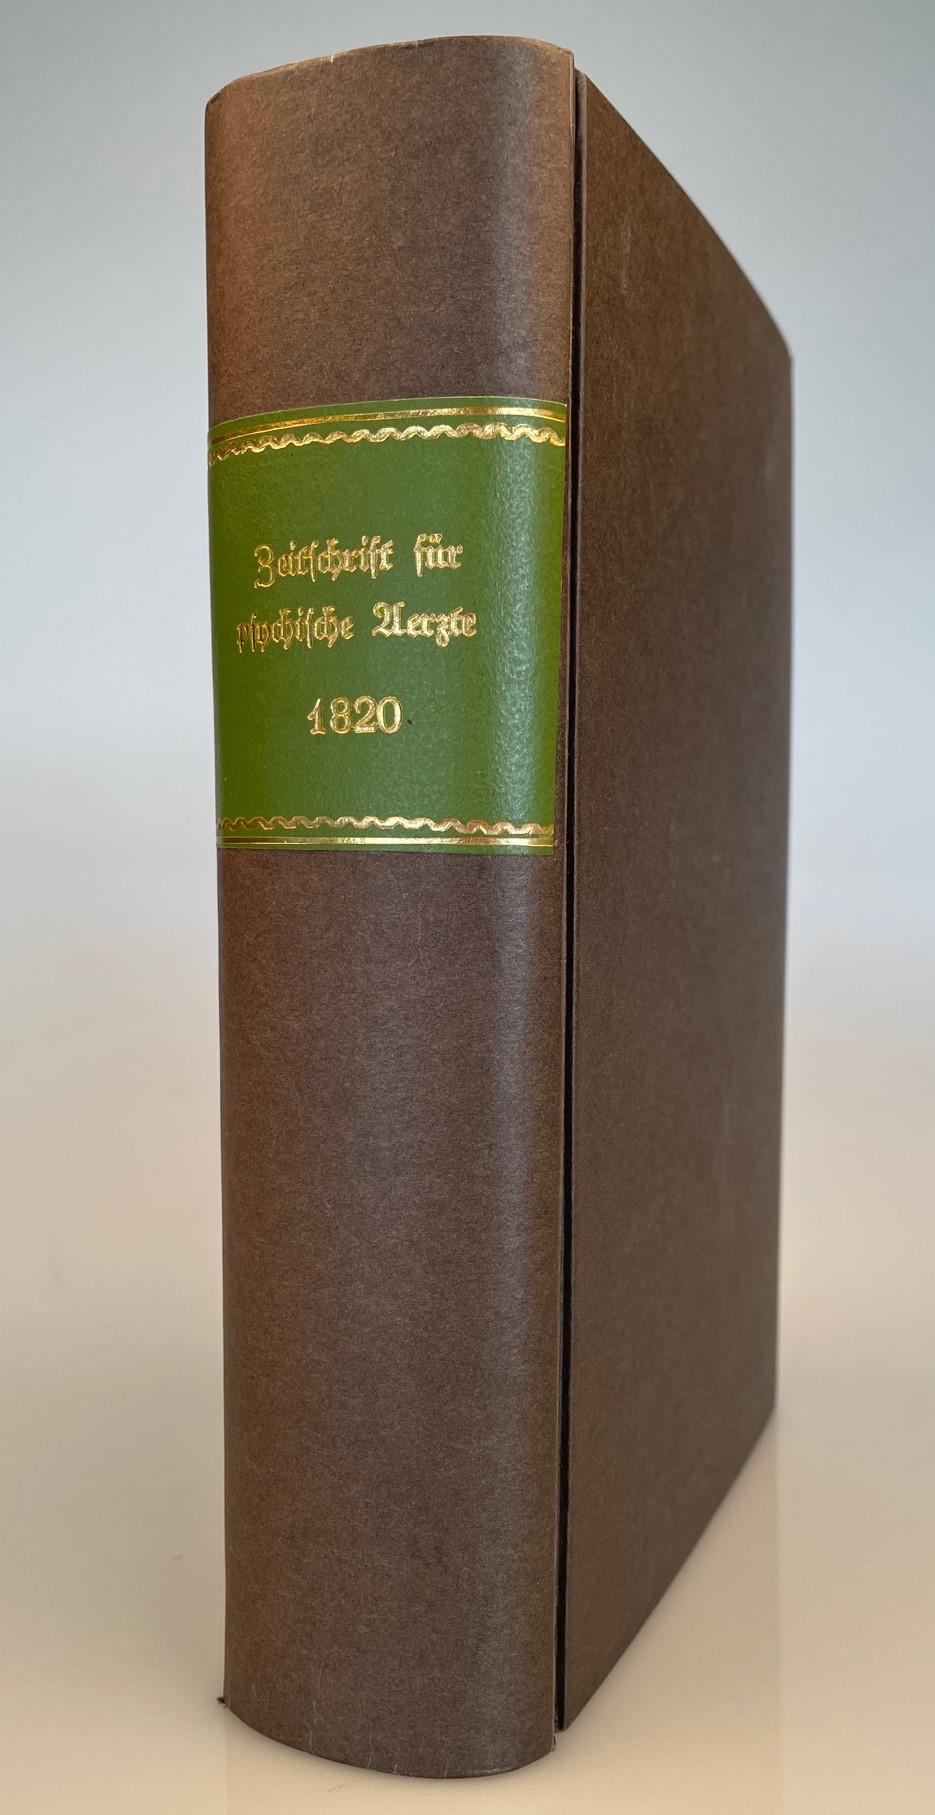 Zeitschrift für
psychische Aerzte
1820